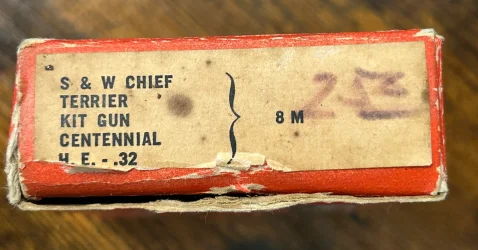 S & W CHIEF
TERRIER
KIT GUN
CENTENNIAL
H. E. - .32
} 8 M